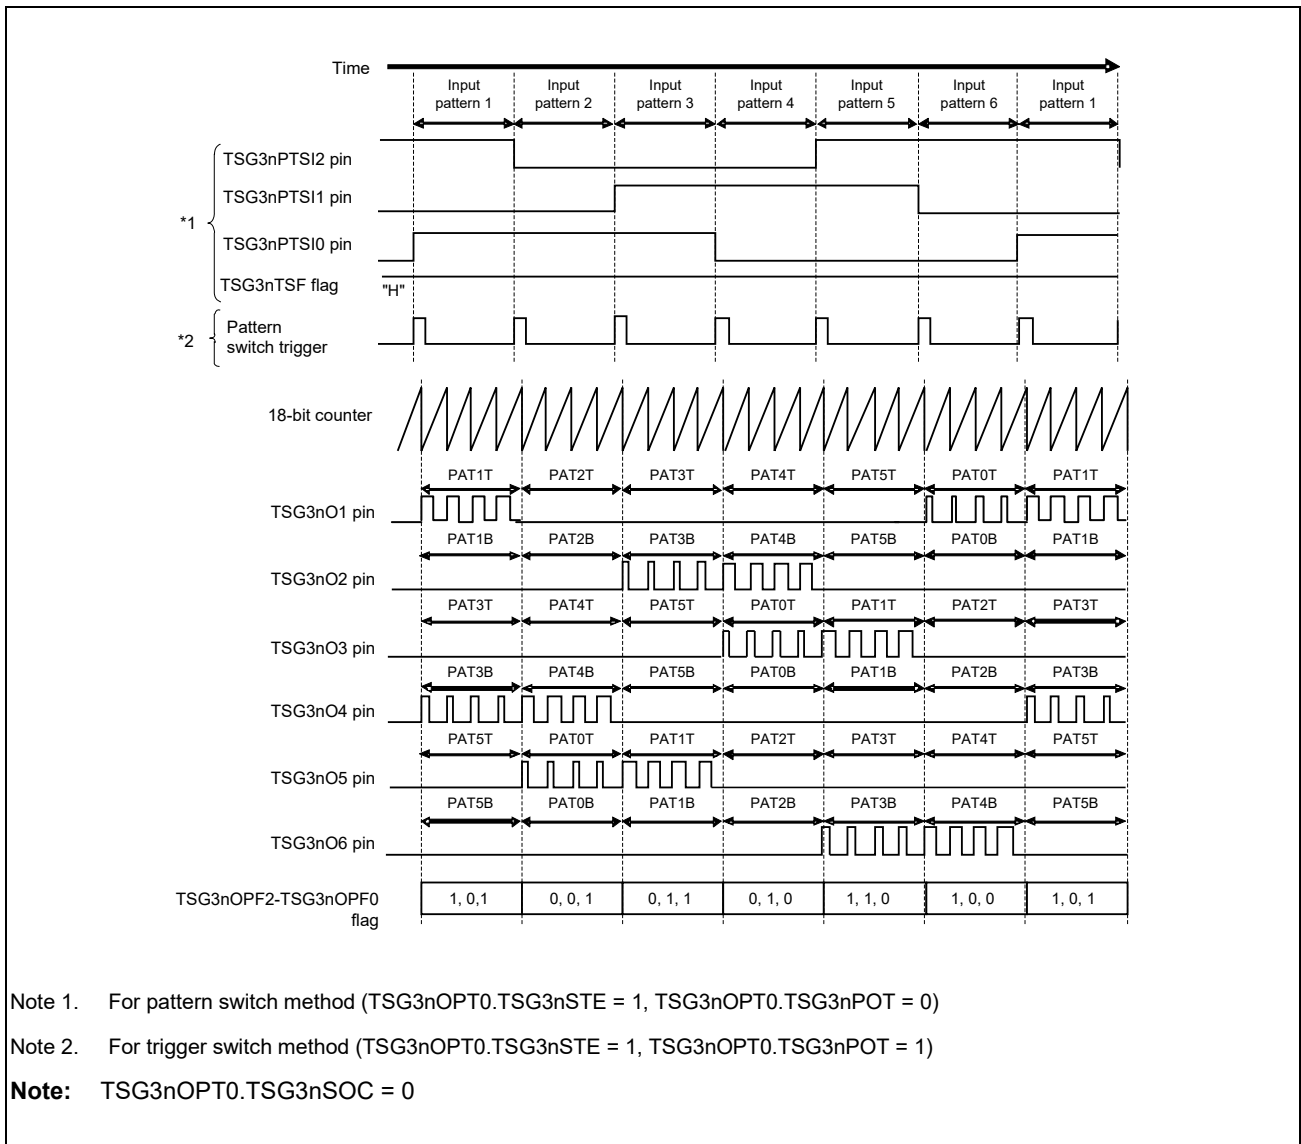 Time
Input pattern 1 Input pattern 2 Input pattern 3 Input pattern 4 Input pattern 5 Input pattern 6 Input pattern 1
TSG3nPTSI2 pin
TSG3nPTSI1 pin
*1
TSG3nPTSI0 pin
TSG3nTSF flag "H"
*2 Pattern switch trigger
18-bit counter
PAT1T PAT2T PAT3T PAT4T PAT5T PAT0T PAT1T
TSG3nO1 pin
PAT1B PAT2B PAT3B PAT4B PAT5B PAT0B PAT1B
TSG3nO2 pin
PAT3T PAT4T PAT5T PAT0T PAT1T PAT2T PAT3T
TSG3nO3 pin
PAT3B PAT4B PAT5B PAT0B PAT1B PAT2B PAT3B
TSG3nO4 pin
PAT5T PAT0T PAT1T PAT2T PAT3T PAT4T PAT5T
TSG3nO5 pin
PAT5B PAT0B PAT1B PAT2B PAT3B PAT4B PAT5B
TSG3nO6 pin
TSG3nOPF2-TSG3nOPF0 flag
1, 0,1 0, 0, 1 0, 1, 1 0, 1, 0 1, 1, 0 1, 0, 0 1, 0, 1
Note 1. For pattern switch method (TSG3nOPT0.TSG3nSTE = 1, TSG3nOPT0.TSG3nPOT = 0)
Note 2. For trigger switch method (TSG3nOPT0.TSG3nSTE = 1, TSG3nOPT0.TSG3nPOT = 1)
Note: TSG3nOPT0.TSG3nSOC = 0